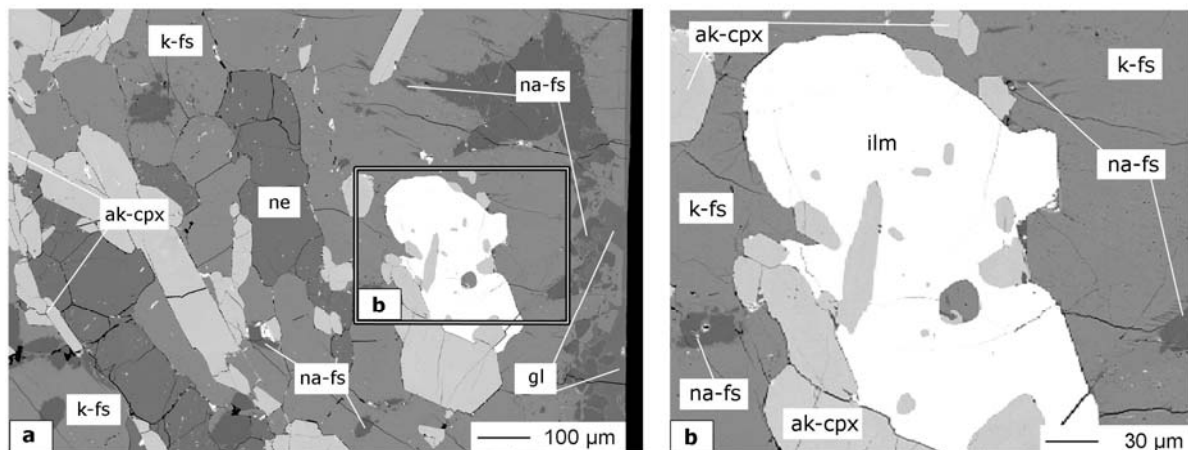 k-fs
na-fs
ak-cpx
ne
b
na-fs
gl
k-fs
a
100 µm
ak-cpx
k-fs
ilm
na-fs
k-fs
na-fs
ak-cpx
b
30 µm